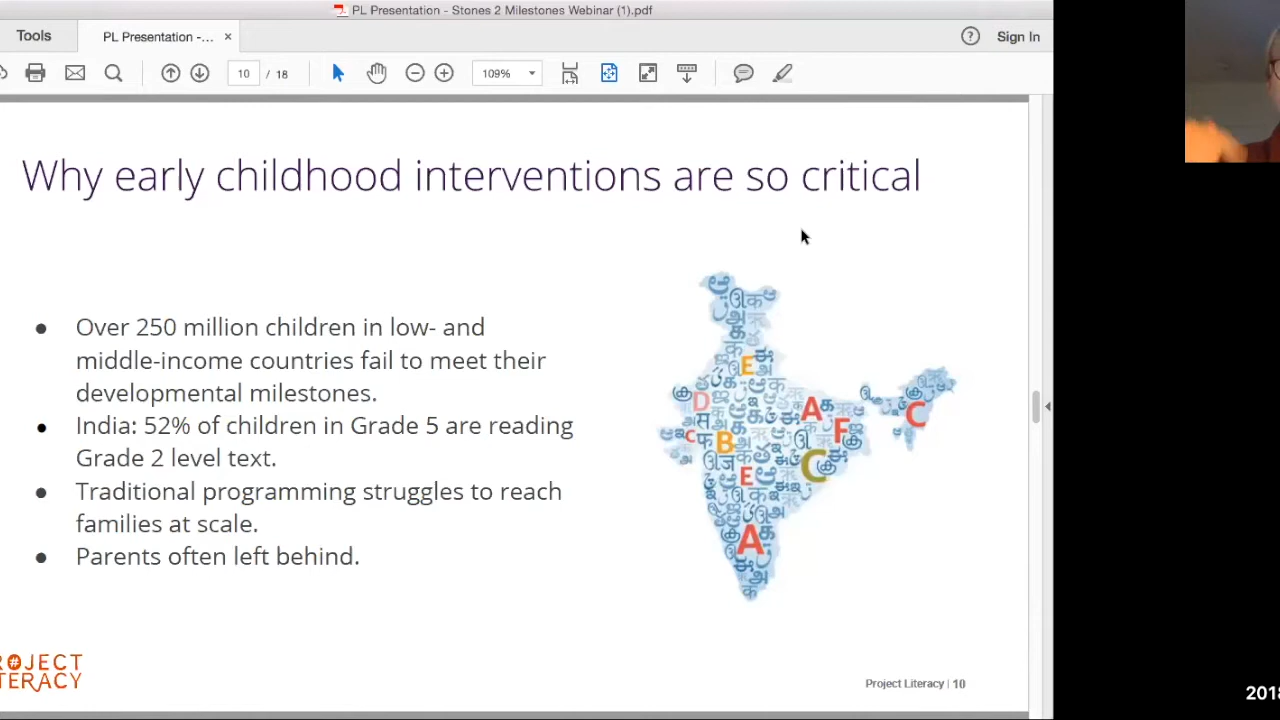 PL Presentation - Stones 2 Milestones Webinar (1).pdf
Tools
PL Presentation -... ×
? Sign In
10 / 18
109%
Why early childhood interventions are so critical
● Over 250 million children in low- and
middle-income countries fail to meet their
developmental milestones.
● India: 52% of children in Grade 5 are reading
Grade 2 level text.
● Traditional programming struggles to reach
families at scale.
● Parents often left behind.
E
D
A
C
C
B
F
E
C
A
ROJECT
TERACY
Project Literacy | 10
2018